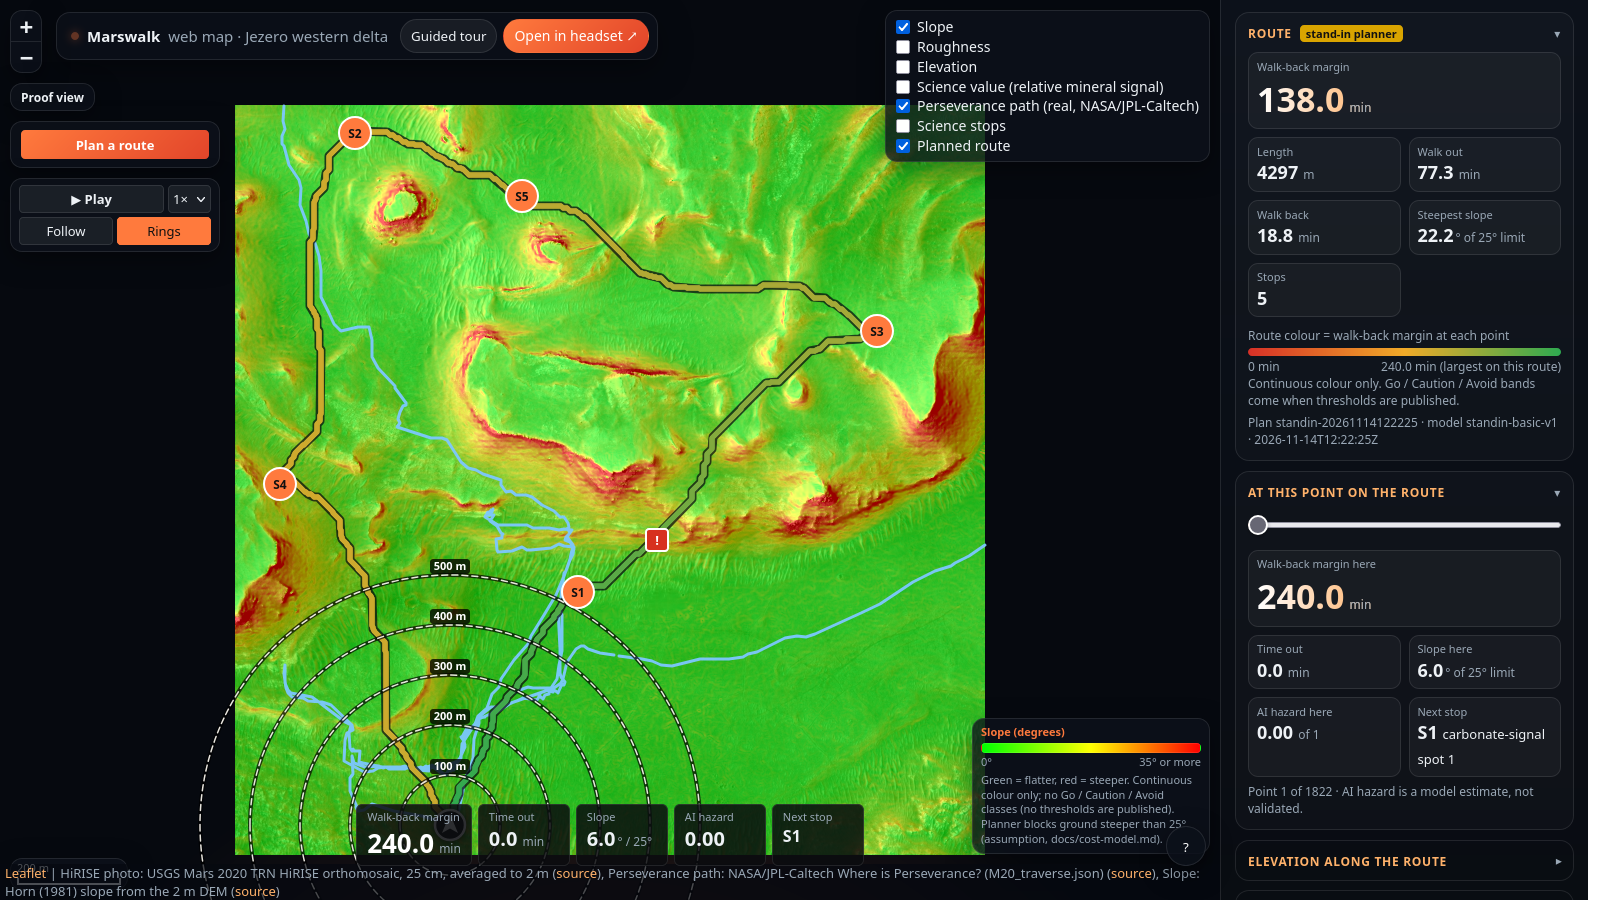 +
−
Marswalk web map · Jezero western delta
Guided tour
Open in headset ↗
Proof view
Plan a route
▶ Play
1×
Follow
Rings
Slope
Roughness
Elevation
Science value (relative mineral signal)
Perseverance path (real, NASA/JPL-Caltech)
Science stops
Planned route
S2
S5
S3
S4
!
S1
500 m
400 m
300 m
200 m
100 m
Walk-back margin
240.0 min
Time out
0.0 min
Slope
6.0 ° / 25°
AI hazard
0.00
Next stop
S1
Slope (degrees)
0° 35° or more
Green = flatter, red = steeper. Continuous
colour only; no Go / Caution / Avoid
classes (no thresholds are published).
Planner blocks ground steeper than 25°
(assumption, docs/cost-model.md).
?
200 m
Leaflet | HiRISE photo: USGS Mars 2020 TRN HiRISE orthomosaic, 25 cm, averaged to 2 m (source), Perseverance path: NASA/JPL-Caltech Where is Perseverance? (M20_traverse.json) (source), Slope:
Horn (1981) slope from the 2 m DEM (source)
ROUTE stand-in planner ▾
Walk-back margin
138.0 min
Length
4297 m
Walk out
77.3 min
Walk back
18.8 min
Steepest slope
22.2 ° of 25° limit
Stops
5
Route colour = walk-back margin at each point
0 min 240.0 min (largest on this route)
Continuous colour only. Go / Caution / Avoid bands
come when thresholds are published.
Plan standin-20261114122225 · model standin-basic-v1
· 2026-11-14T12:22:25Z
AT THIS POINT ON THE ROUTE ▾
Walk-back margin here
240.0 min
Time out
0.0 min
Slope here
6.0 ° of 25° limit
AI hazard here
0.00 of 1
Next stop
S1 carbonate-signal
spot 1
Point 1 of 1822 · AI hazard is a model estimate, not
validated.
ELEVATION ALONG THE ROUTE ▸